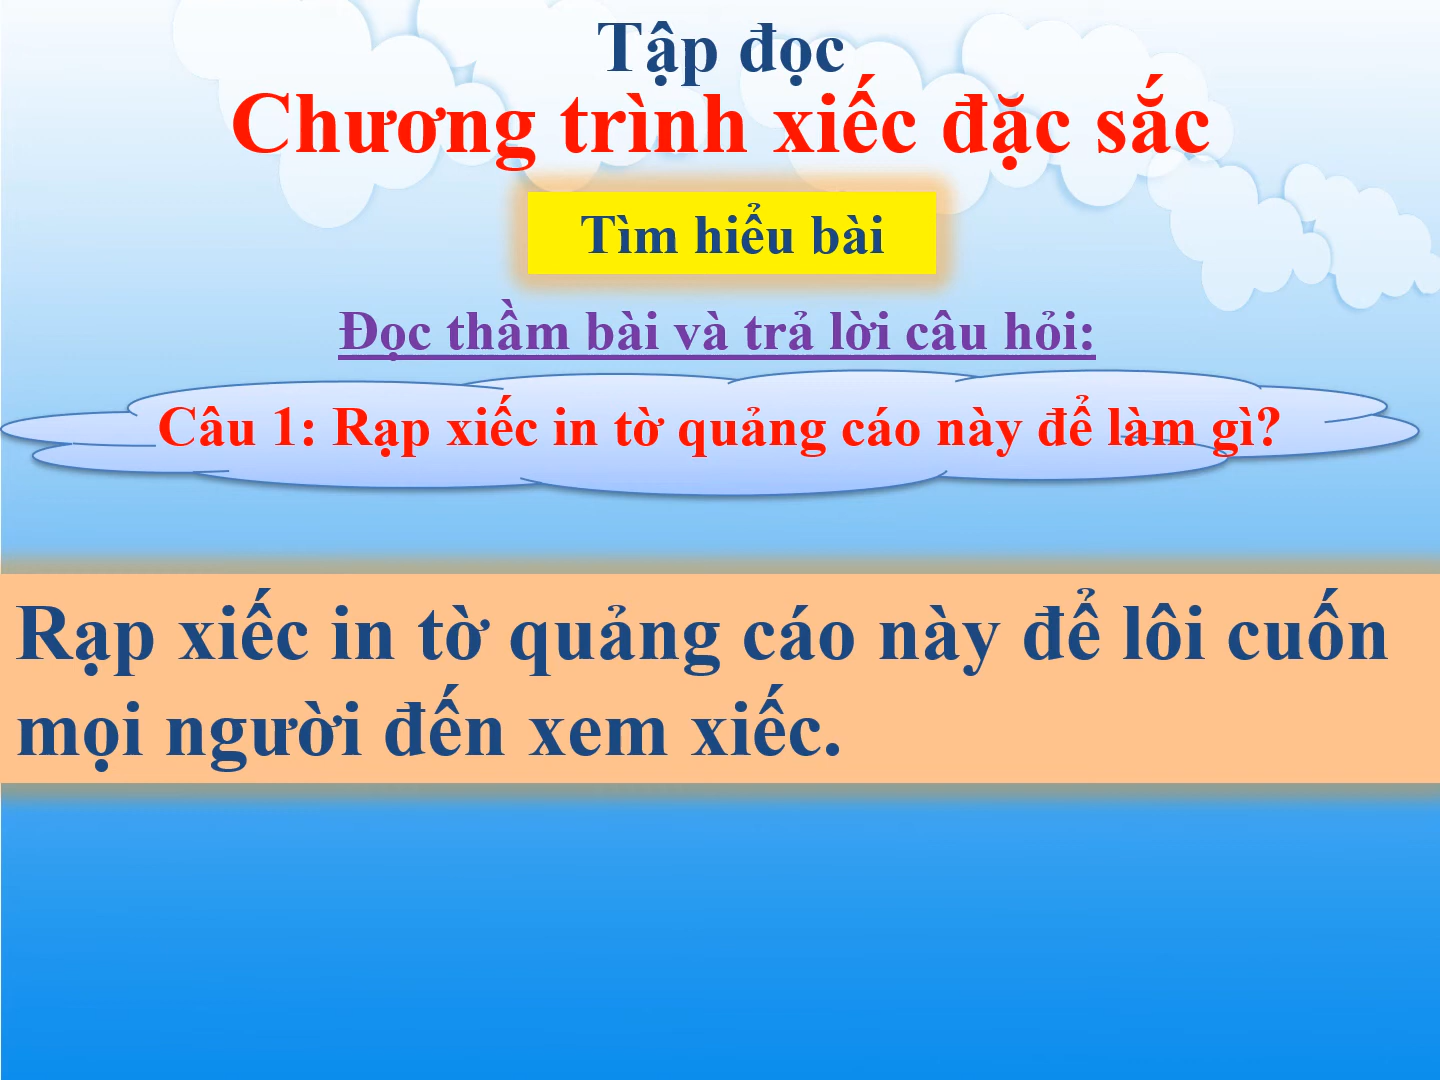 Tập đọc
Chương trình xiếc đặc sắc
Tìm hiểu bài
Đọc thầm bài và trả lời câu hỏi:
Câu 1: Rạp xiếc in tờ quảng cáo này để làm gì?
Rạp xiếc in tờ quảng cáo này để lôi cuốn
mọi người đến xem xiếc.